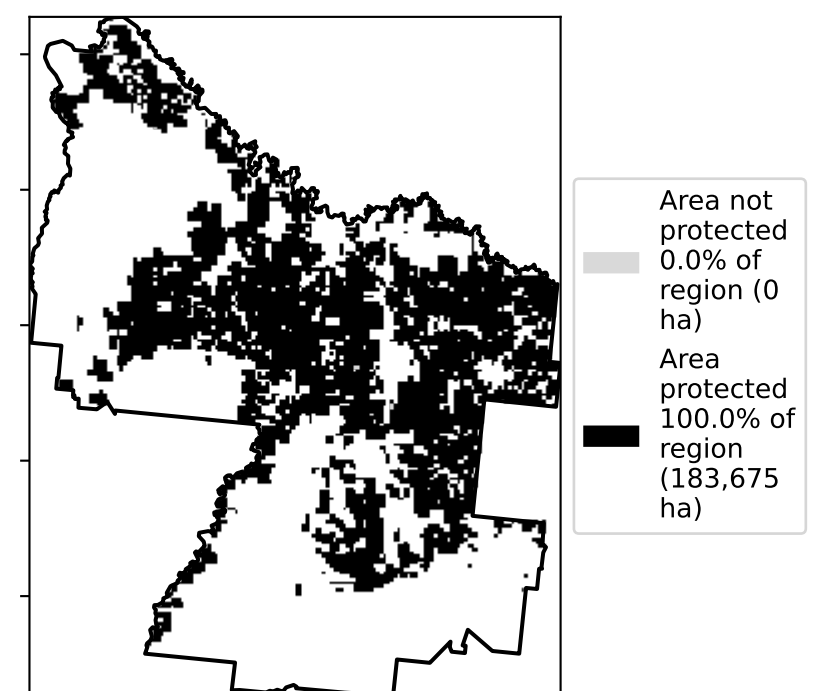 Area not
protected
0.0% of
region (0
ha)
Area
protected
100.0% of
region
(183,675
ha)